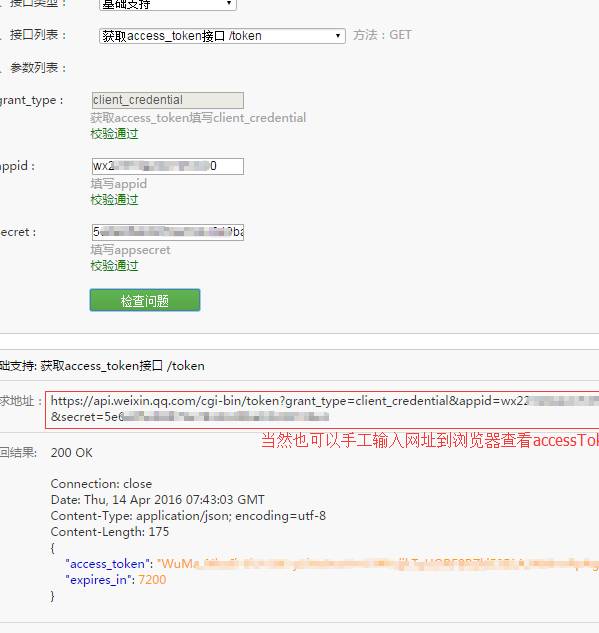 、接口类型： 基础支持
、接口列表： 获取access_token接口 /token 方法：GET
、参数列表：
grant_type : client_credential
获取access_token填写client_credential
校验通过
appid : wx2 0
填写appid
校验通过
ecret : 5
填写appsecret
校验通过
检查问题
础支持: 获取access_token接口 /token
求地址： https://api.weixin.qq.com/cgi-bin/token?grant_type=client_credential&appid=wx22
&secret=5e6
当然也可以手工输入网址到浏览器查看accessTok
回结果: 200 OK
Connection: close
Date: Thu, 14 Apr 2016 07:43:03 GMT
Content-Type: application/json; encoding=utf-8
Content-Length: 175
{
"access_token": "WuMa
"expires_in": 7200
}